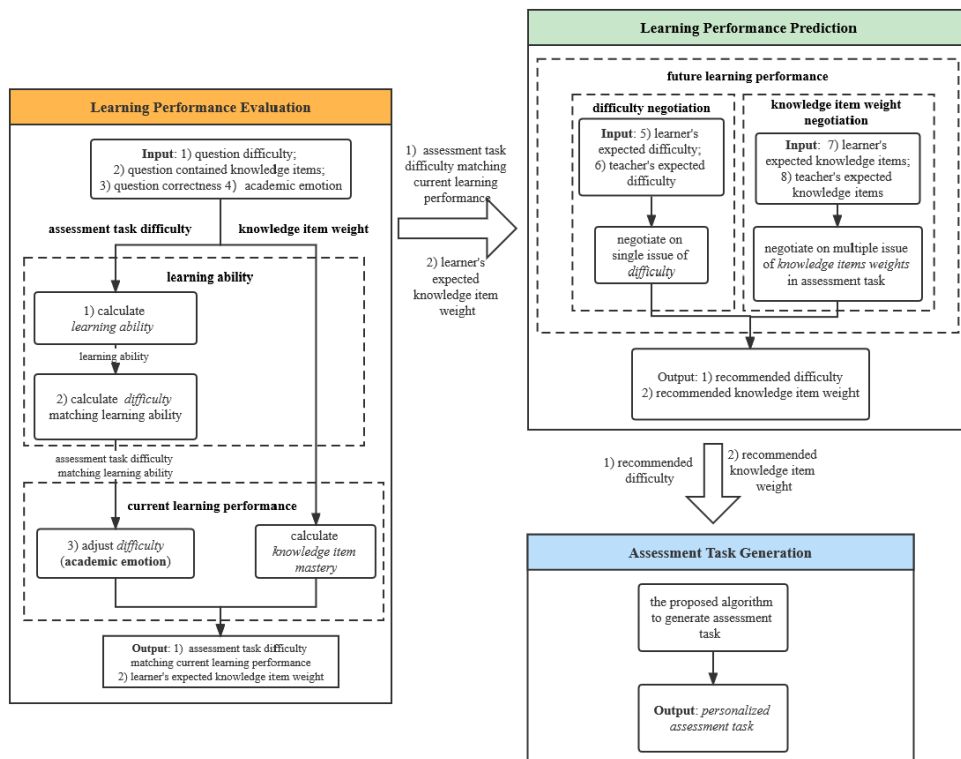 Learning Performance Evaluation
Input: 1) question difficulty;
2) question contained knowledge items;
3) question correctness 4) academic emotion
assessment task difficulty
knowledge item weight
learning ability
1) calculate
learning ability
learning ability
2) calculate difficulty
matching learning ability
assessment task difficulty
matching learning ability
current learning performance
3) adjust difficulty
(academic emotion)
calculate
knowledge item
mastery
Output: 1) assessment task difficulty
matching current learning performance
2) learner's expected knowledge item weight
1) assessment task
difficulty matching
current learning
performance
2) learner's
expected
knowledge item
weight
Learning Performance Prediction
future learning performance
difficulty negotiation
Input: 5) learner's
expected difficulty;
6) teacher's expected
difficulty
negotiate on
single issue of
difficulty
knowledge item weight
negotiation
Input: 7) learner's
expected knowledge items;
8) teacher's expected
knowledge items
negotiate on multiple issue
of knowledge items weights
in assessment task
Output: 1) recommended difficulty
2) recommended knowledge item weight
1) recommended
difficulty
2) recommended
knowledge item
weight
Assessment Task Generation
the proposed algorithm
to generate assessment
task
Output: personalized
assessment task